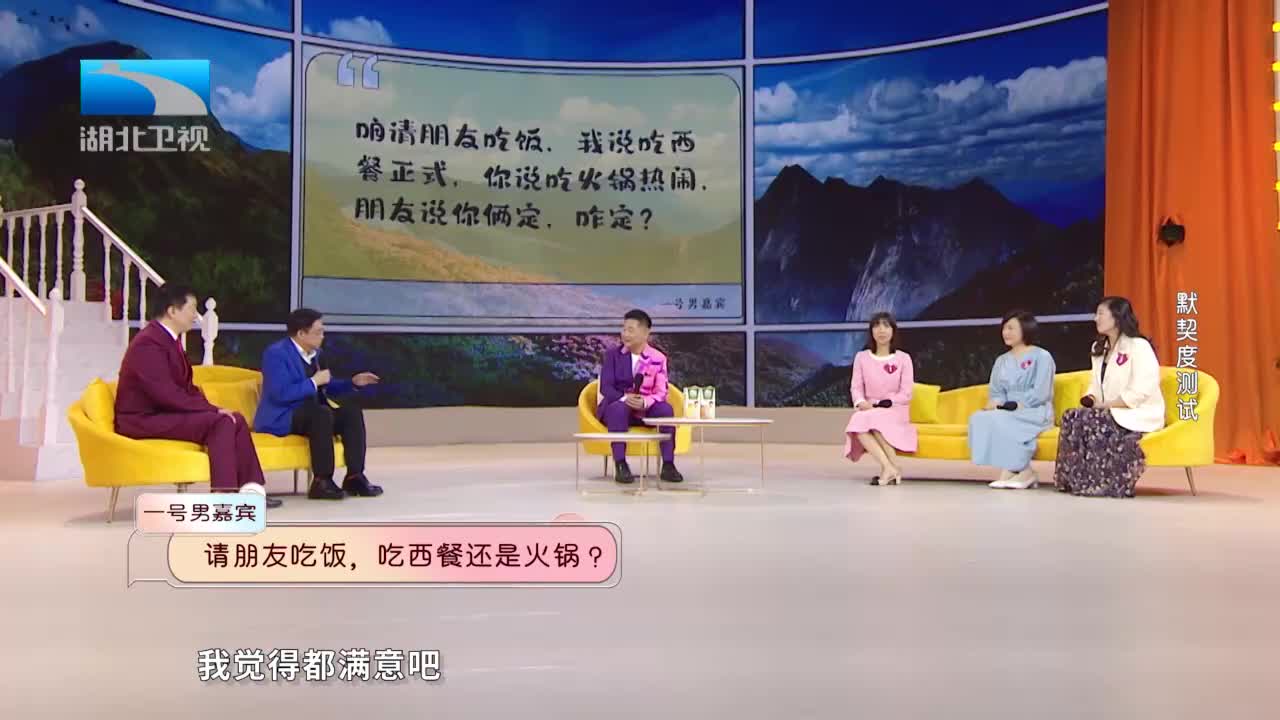 湖北卫视
咱请朋友吃饭，我说吃西
餐正式，你说吃火锅热闹，
朋友说你俩定，咋定？
一号男嘉宾
默契度测试
一号男嘉宾
请朋友吃饭，吃西餐还是火锅？
我觉得都满意吧